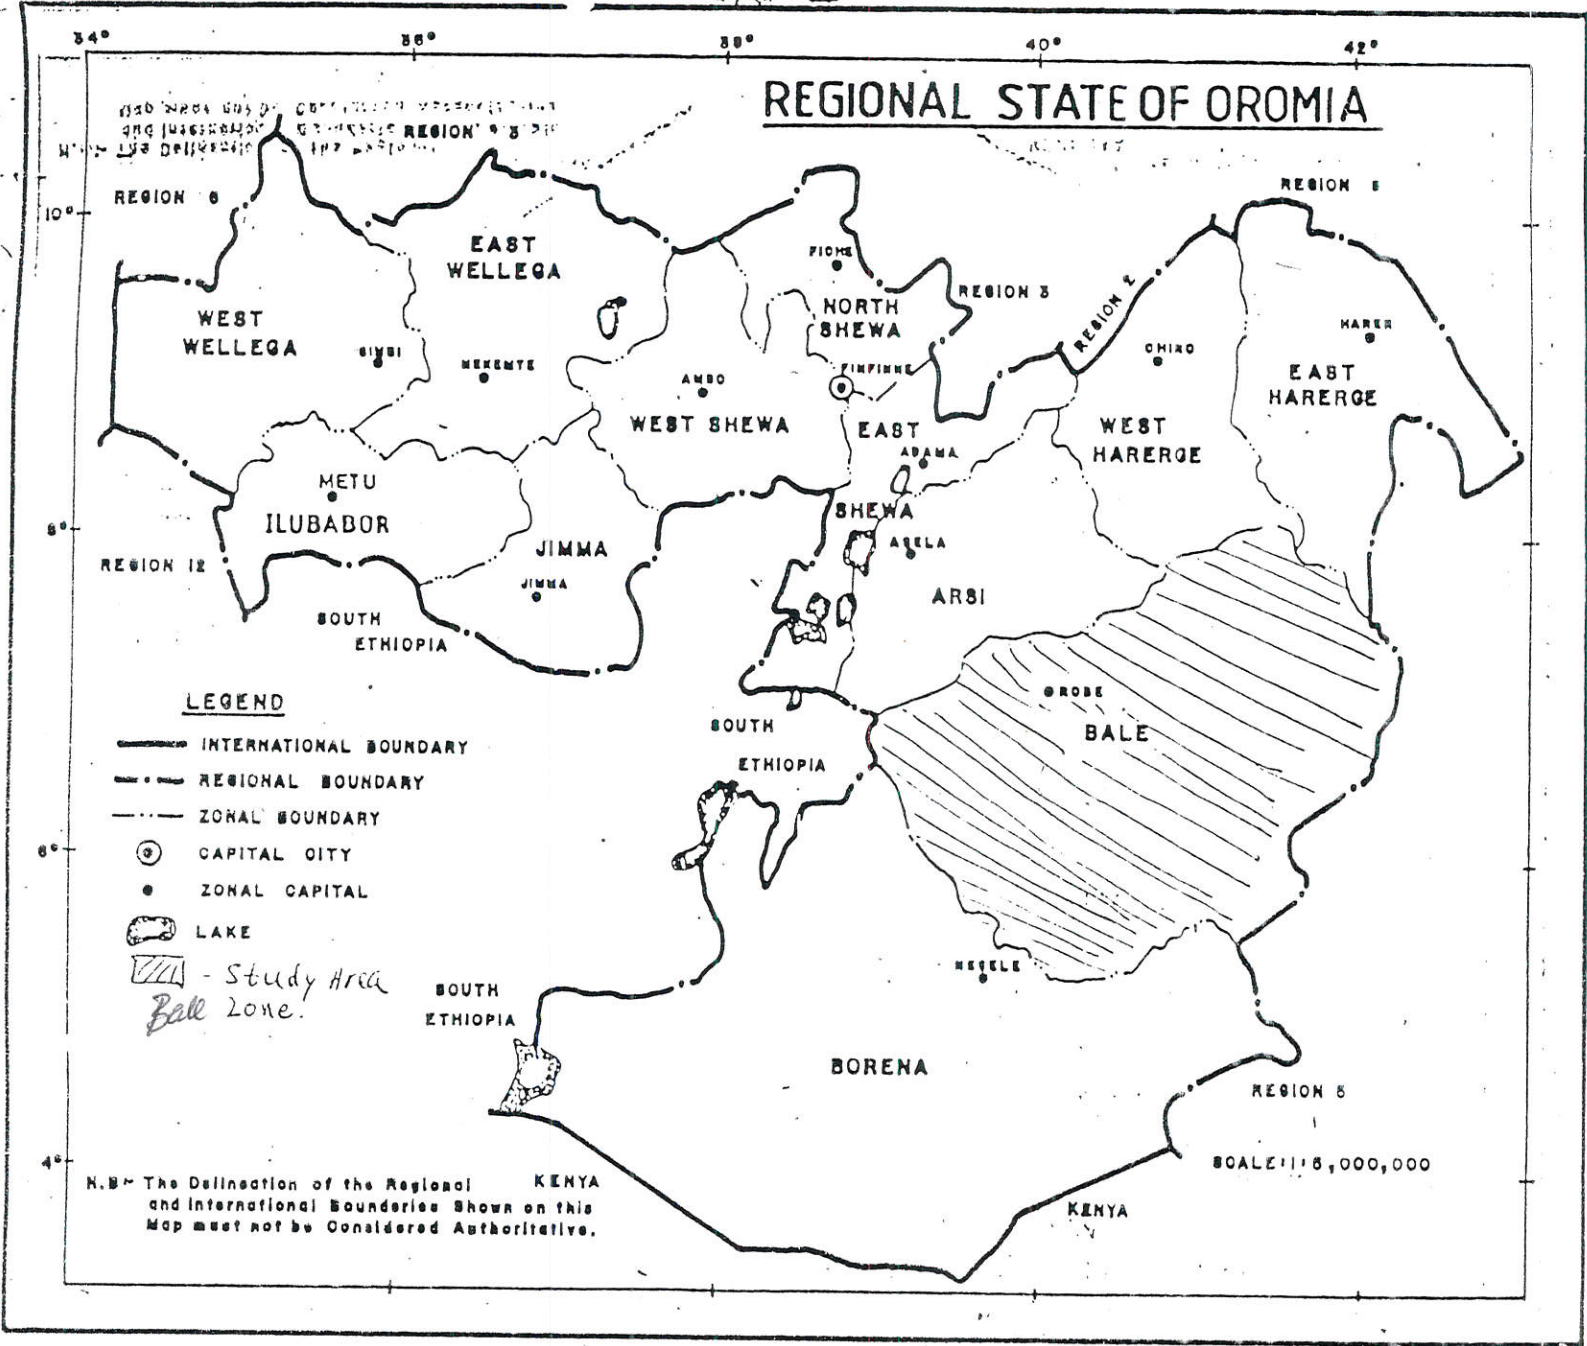 34° 36° 38° 40° 42°
REGIONAL STATE OF OROMIA
REGION 3
REGION 6
REGION 5
10°
EAST
WELLEGA
FICHE
REGION 3
REGION 2
NORTH
SHEWA
WEST
WELLEGA
GIMBI
NEKEMTE
FINFINNE
CHIRO
HARER
EAST
HARERGE
AMBO
WEST SHEWA
EAST
ADAMA
WEST
HARERGE
METU
ILUBABOR
SHEWA
8°
ASELA
JIMMA
REGION 12
JIMMA
ARSI
SOUTH
ETHIOPIA
ROBE
BALE
LEGEND
INTERNATIONAL BOUNDARY
REGIONAL BOUNDARY
ZONAL BOUNDARY
CAPITAL CITY
ZONAL CAPITAL
LAKE
- Study Area
Bale Zone.
SOUTH
ETHIOPIA
6°
NEGELE
SOUTH
ETHIOPIA
BORENA
REGION 5
4°
SCALE:1:5,000,000
N.B- The Delineation of the Regional
and International Bounderies Shown on this
Map must not be Considered Authoritative.
KENYA
KENYA